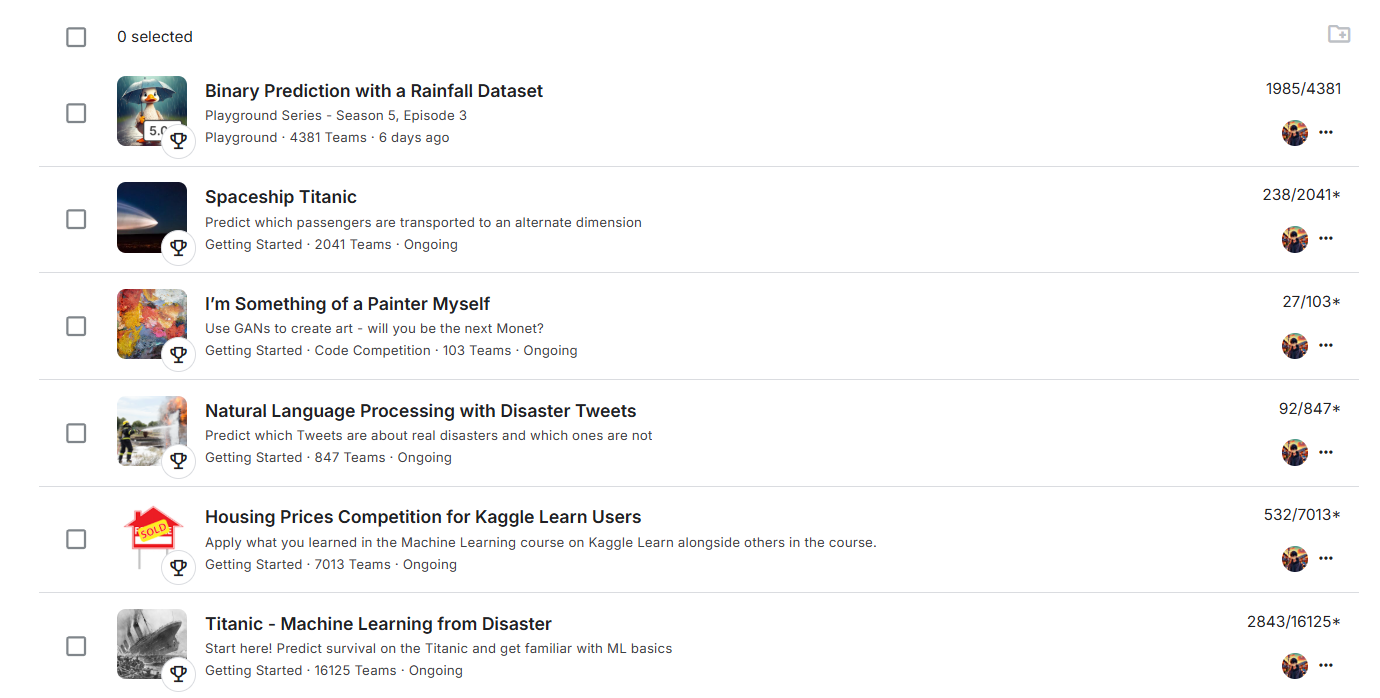 0 selected
Binary Prediction with a Rainfall Dataset
1985/4381
Playground Series - Season 5, Episode 3
Playground · 4381 Teams · 6 days ago
Spaceship Titanic
238/2041*
Predict which passengers are transported to an alternate dimension
Getting Started · 2041 Teams · Ongoing
I’m Something of a Painter Myself
27/103*
Use GANs to create art - will you be the next Monet?
Getting Started · Code Competition · 103 Teams · Ongoing
Natural Language Processing with Disaster Tweets
92/847*
Predict which Tweets are about real disasters and which ones are not
Getting Started · 847 Teams · Ongoing
SOLD
Housing Prices Competition for Kaggle Learn Users
532/7013*
Apply what you learned in the Machine Learning course on Kaggle Learn alongside others in the course.
Getting Started · 7013 Teams · Ongoing
Titanic - Machine Learning from Disaster
2843/16125*
Start here! Predict survival on the Titanic and get familiar with ML basics
Getting Started · 16125 Teams · Ongoing